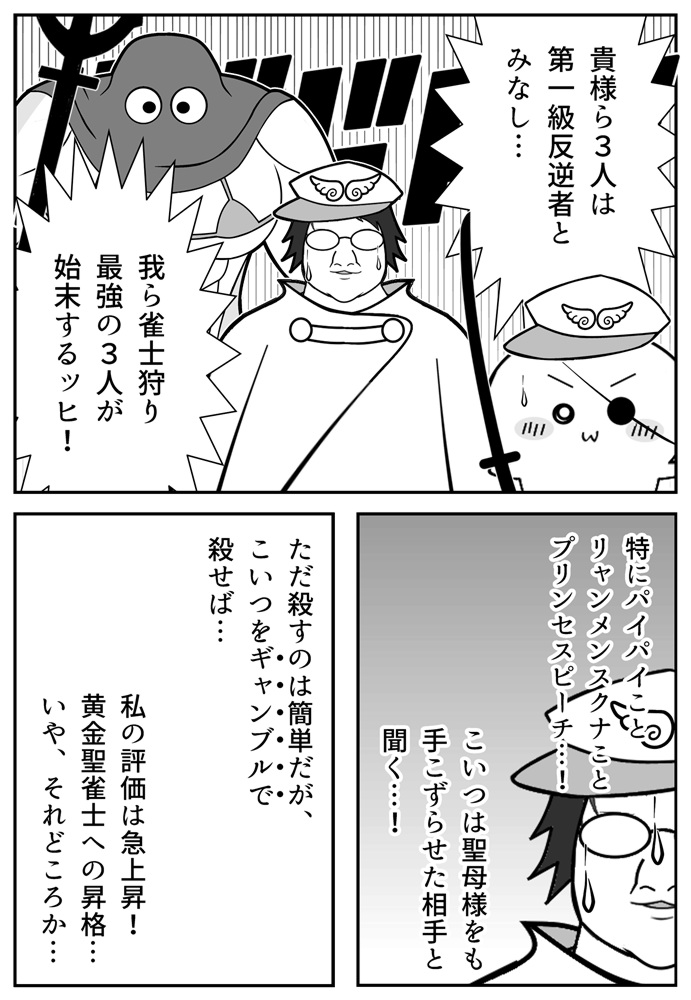 貴様ら3人は
第一級反逆者と
みなし…
我ら雀士狩り
最強の3人が
始末するッヒ！
ドドド
特にパイパイこと
リャンメンスクナこと
プリンセスピーチ…！
こいつは聖母様をも
手こずらせた相手と
聞く…！
ただ殺すのは簡単だが、
こいつをギャンブルで
殺せば…
私の評価は急上昇！
黄金聖雀士への昇格…
いや、それどころか…